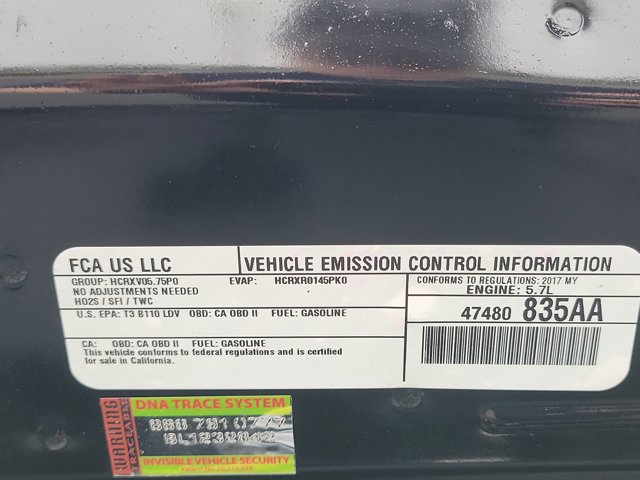 FCA US LLC
VEHICLE EMISSION CONTROL INFORMATION
GROUP: HCRXV05.75P0 EVAP: HCRXR0145PK0
NO ADJUSTMENTS NEEDED
HO2S / SFI / TWC
CONFORMS TO REGULATIONS: 2017 MY
ENGINE: 5.7L
U.S. EPA: T3 B110 LDV OBD: CA OBD II FUEL: GASOLINE
47480 835AA
CA: OBD: CA OBD II FUEL: GASOLINE
This vehicle conforms to federal regulations and is certified
for sale in California.
WARNING
TRACEABLE
DNA TRACE SYSTEM
INVISIBLE VEHICLE SECURITY